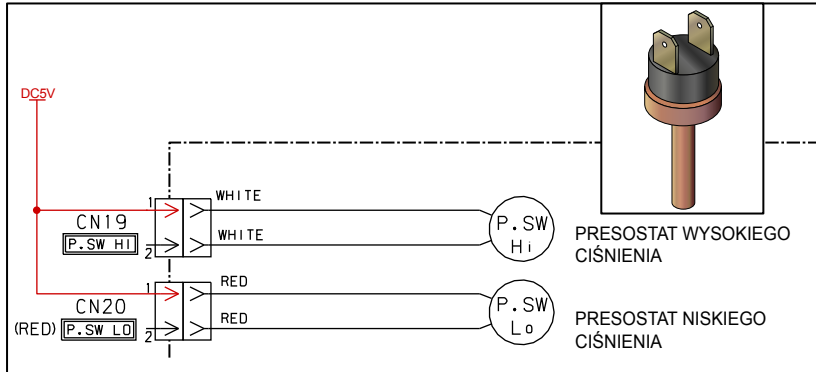 DC5V
1
WHITE
CN19
P.SW HI
2
WHITE
P.SW
Hi
PRESOSTAT WYSOKIEGO
CIŚNIENIA
1
RED
CN20
(RED)
P.SW LO
2
RED
P.SW
Lo
PRESOSTAT NISKIEGO
CIŚNIENIA